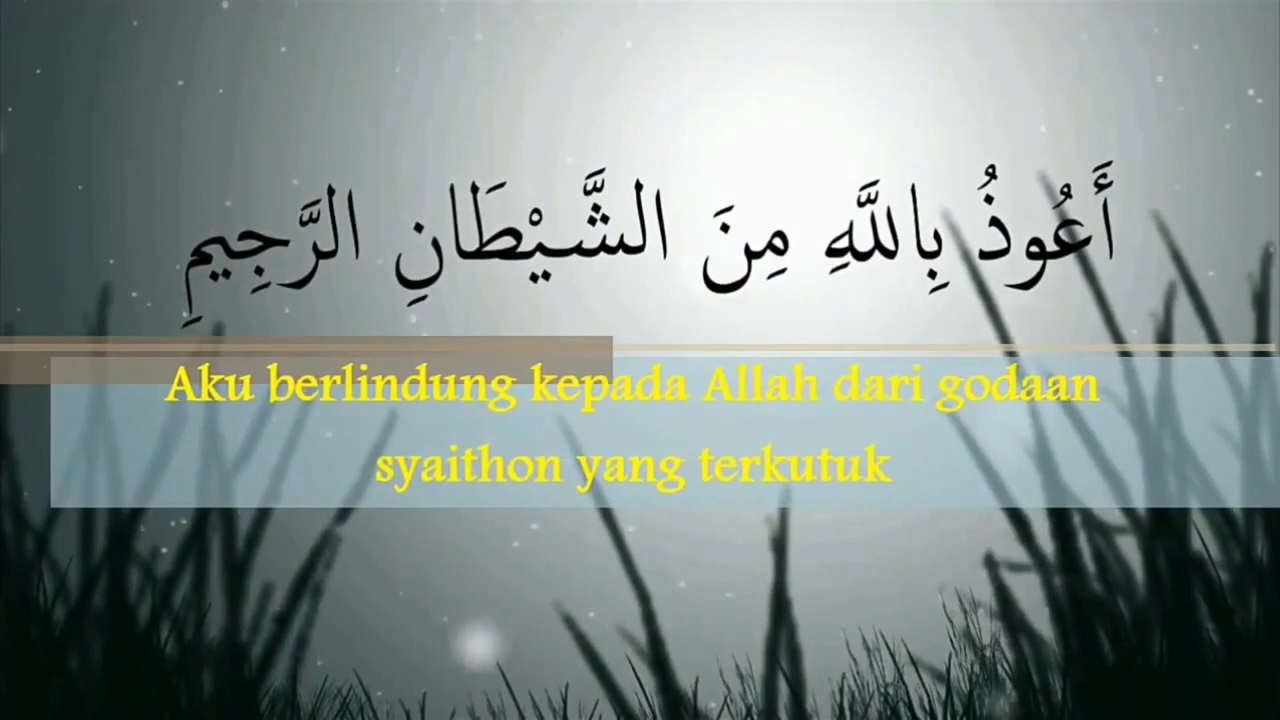 أَعُوذُ بِاللَّهِ مِنَ الشَّيْطَانِ الرَّجِيمِ
Aku berlindung kepada Allah dari godaan
syaithon yang terkutuk